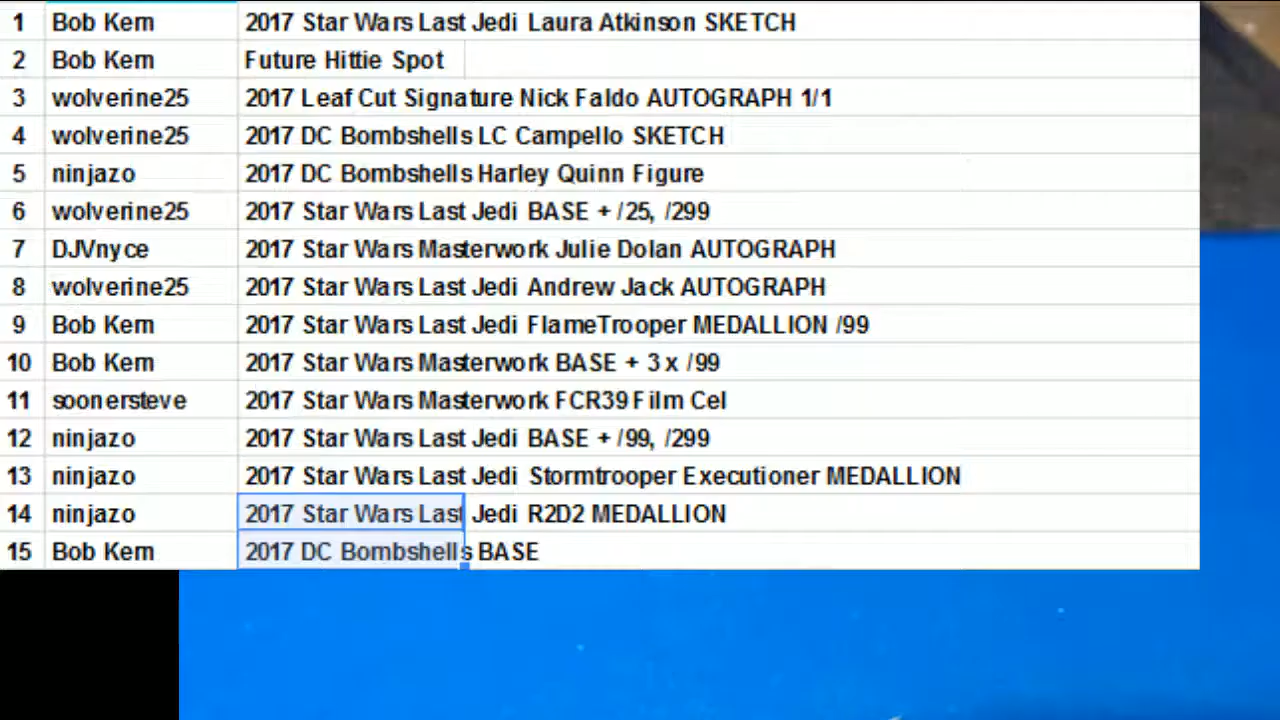 1 Bob Kern 2017 Star Wars Last Jedi Laura Atkinson SKETCH
2 Bob Kern Future Hittie Spot
3 wolverine25 2017 Leaf Cut Signature Nick Faldo AUTOGRAPH 1/1
4 wolverine25 2017 DC Bombshells LC Campello SKETCH
5 ninjazo 2017 DC Bombshells Harley Quinn Figure
6 wolverine25 2017 Star Wars Last Jedi BASE + /25, /299
7 DJVnyce 2017 Star Wars Masterwork Julie Dolan AUTOGRAPH
8 wolverine25 2017 Star Wars Last Jedi Andrew Jack AUTOGRAPH
9 Bob Kern 2017 Star Wars Last Jedi FlameTrooper MEDALLION /99
10 Bob Kern 2017 Star Wars Masterwork BASE + 3 x /99
11 soonersteve 2017 Star Wars Masterwork FCR39 Film Cel
12 ninjazo 2017 Star Wars Last Jedi BASE + /99, /299
13 ninjazo 2017 Star Wars Last Jedi Stormtrooper Executioner MEDALLION
14 ninjazo 2017 Star Wars Last Jedi R2D2 MEDALLION
15 Bob Kern 2017 DC Bombshells BASE